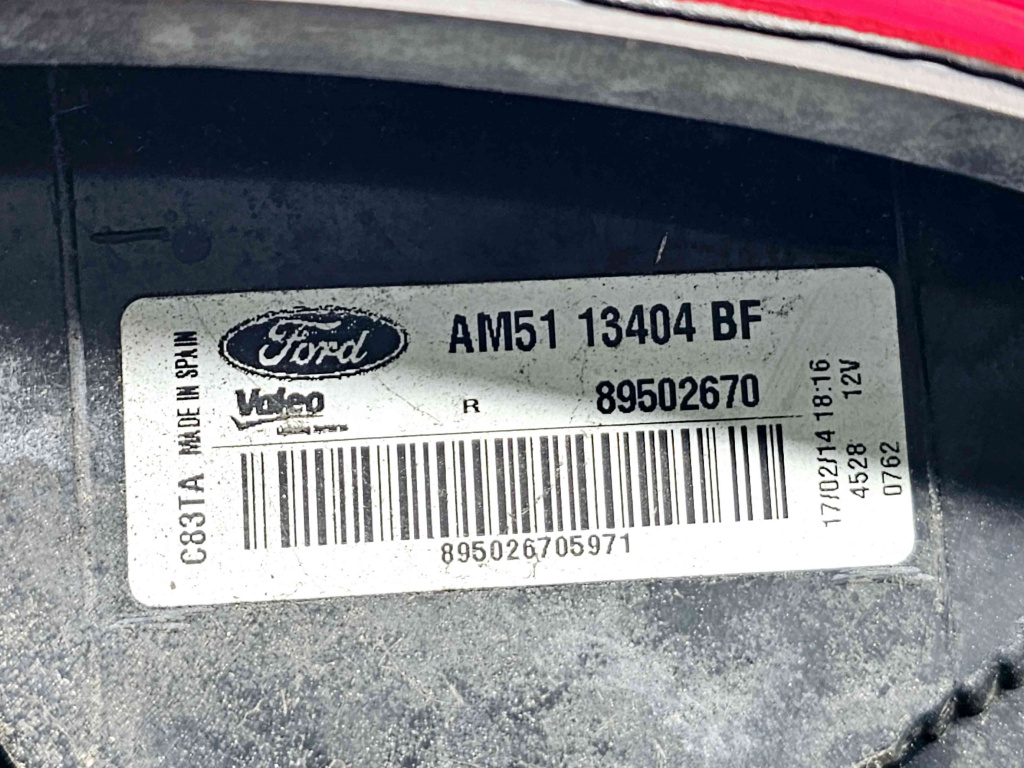 Ford
AM51 13404 BF
Valeo
R
89502670
895026705971
C83TA MADE IN SPAIN
17/02/14 18:16
4528 12V
0762